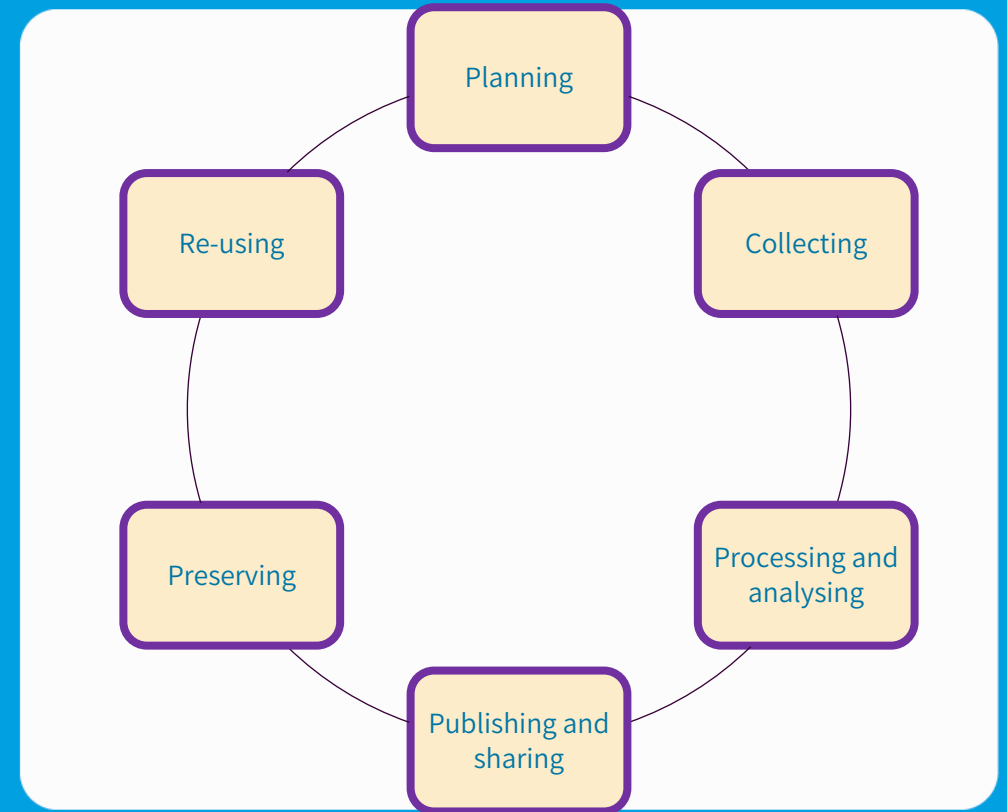 Planning
Collecting
Processing and
analysing
Publishing and
sharing
Preserving
Re-using